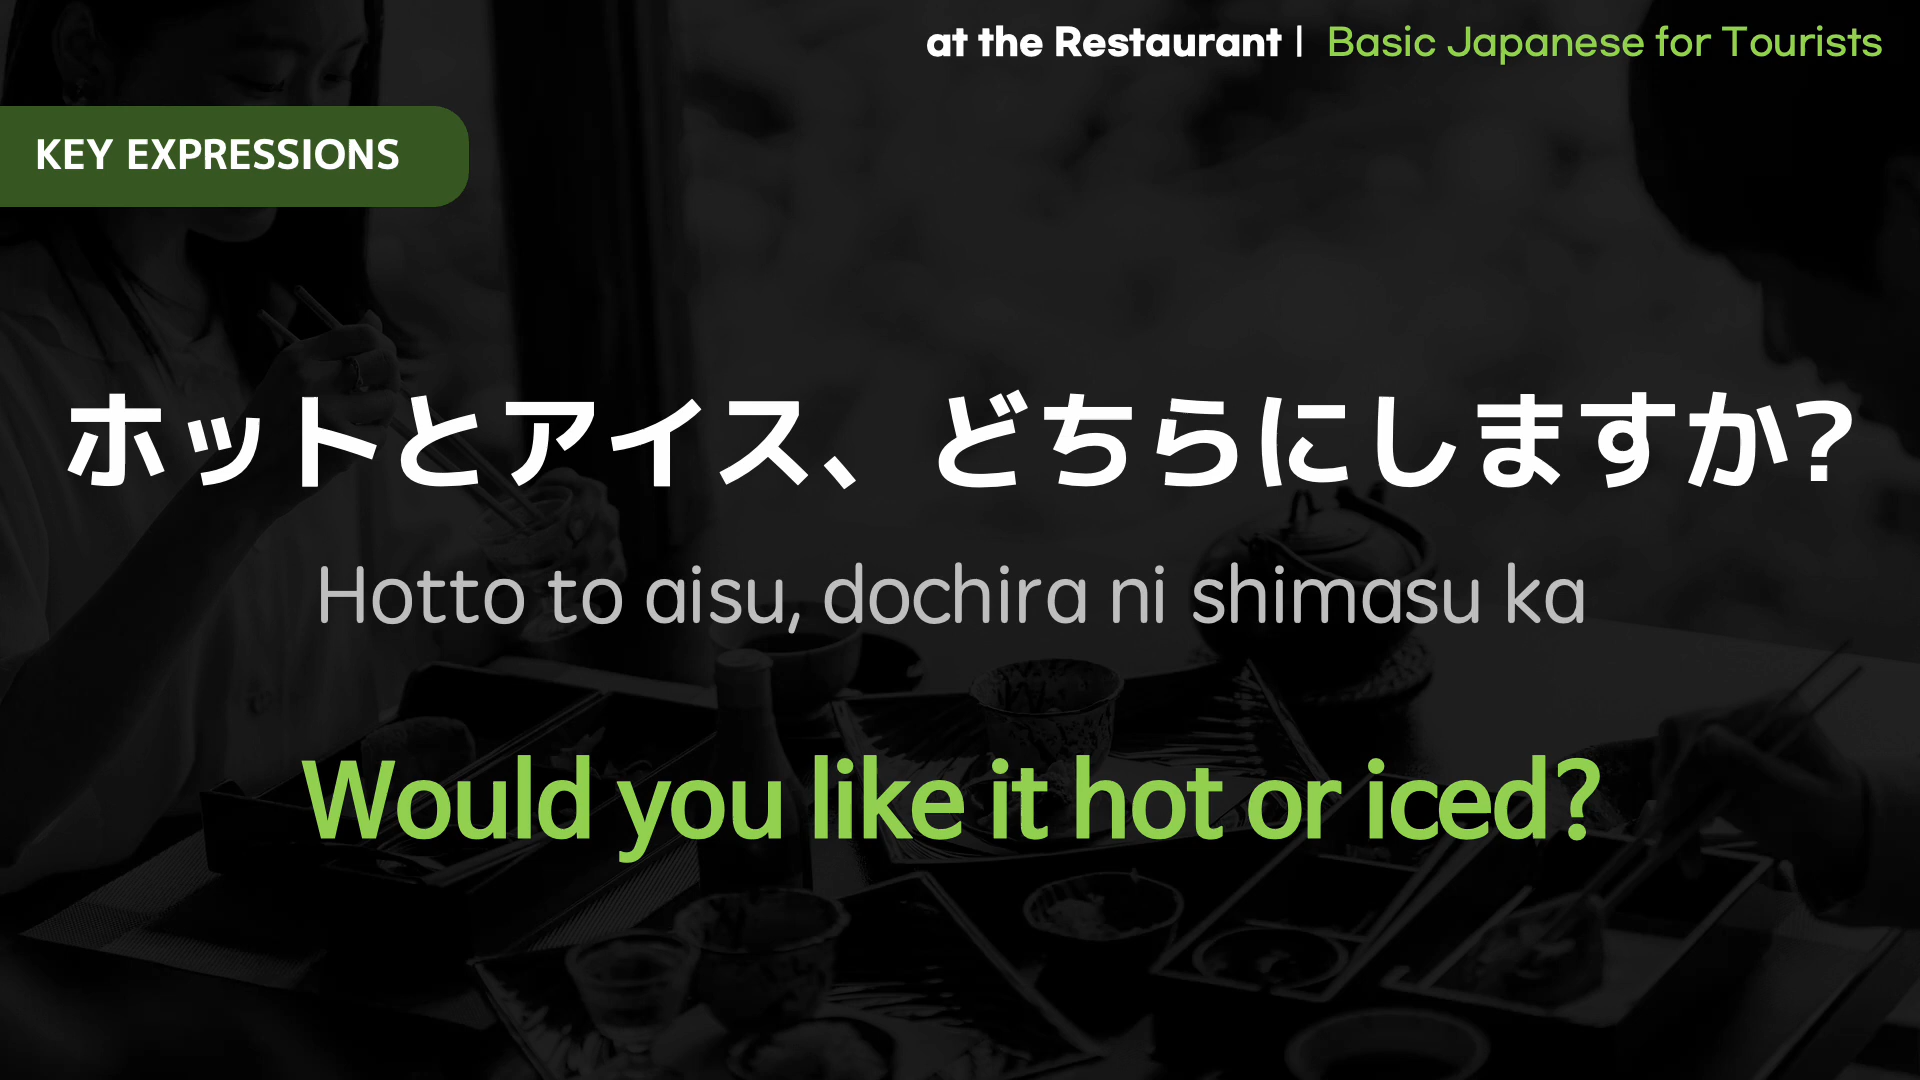 at the Restaurant | Basic Japanese for Tourists
KEY EXPRESSIONS
ホットとアイス、どちらにしますか?
Hotto to aisu, dochira ni shimasu ka
Would you like it hot or iced?